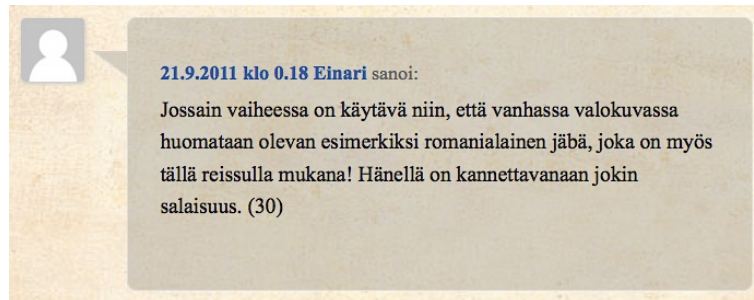 21.9.2011 klo 0.18 Einari sanoi:
Jossain vaiheessa on käytävä niin, että vanhassa valokuvassa
huomataan olevan esimerkiksi romanialainen jäbä, joka on myös
tällä reissulla mukana! Hänellä on kannettavanaan jokin
salaisuus. (30)